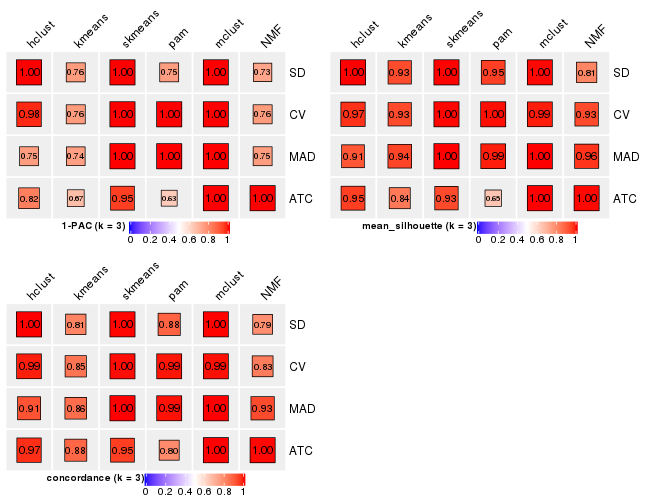 hclust kmeans skmeans pam mclust NMF
1.00 0.76 1.00 0.75 1.00 0.73 SD
0.98 0.76 1.00 1.00 1.00 0.76 CV
0.75 0.74 1.00 1.00 1.00 0.75 MAD
0.82 0.67 0.95 0.63 1.00 1.00 ATC
1-PAC (k = 3)
0 0.2 0.4 0.6 0.8 1
hclust kmeans skmeans pam mclust NMF
1.00 0.93 1.00 0.95 1.00 0.81 SD
0.97 0.93 1.00 1.00 0.99 0.93 CV
0.91 0.94 1.00 0.99 1.00 0.96 MAD
0.95 0.84 0.93 0.65 1.00 1.00 ATC
mean_silhouette (k = 3)
0 0.2 0.4 0.6 0.8 1
hclust kmeans skmeans pam mclust NMF
1.00 0.81 1.00 0.88 1.00 0.79 SD
0.99 0.85 1.00 0.99 0.99 0.83 CV
0.91 0.86 1.00 0.99 1.00 0.93 MAD
0.97 0.88 0.95 0.80 1.00 1.00 ATC
concordance (k = 3)
0 0.2 0.4 0.6 0.8 1